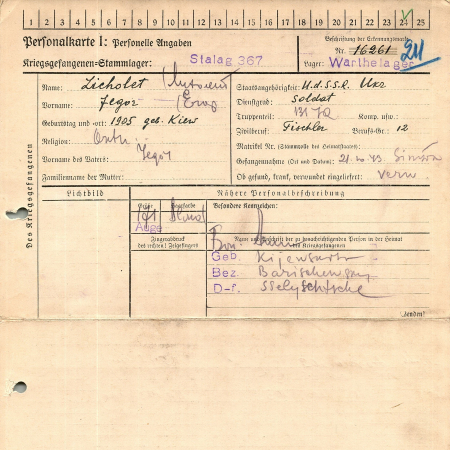 1 2 3 4 5 6 7 8 9 10 11 12 13 14 15 16 17 18 19 20 21 22 23 24 25
Personalkarte I: Personelle Angaben
Kriegsgefangenen-Stammlager: Stalag 367
Beschriftung der Erkennungsmarke
Nr. 16261
Lager: Warthelager
Des Kriegsgefangenen
Name: Licholet
Vorname: Jegor
Geburtstag und -ort: 1905 geb. Kiew
Religion: Orth.
Vorname des Vaters: Jegor
Familienname der Mutter:
Staatsangehörigkeit: U.d.S.S.R. Ukr
Dienstgrad: Soldat
Truppenteil: Komp. usw.:
Zivilberuf: Tischler Berufs-Gr.: 12
Matrikel Nr. (Stammrolle des Heimatstaates):
Gefangennahme (Ort und Datum): 21.10.43
Ob gesund, krank, verwundet eingeliefert: verw.
Lichtbild
Nähere Personalbeschreibung
Größe Haarfarbe Besondere Kennzeichen:
Auge
Fingerabdruck
des rechten! Zeigefingers
Name und Anschrift der zu benachrichtigenden Person in der Heimat
des Kriegsgefangenen
Geb.
Bez.
D-f.